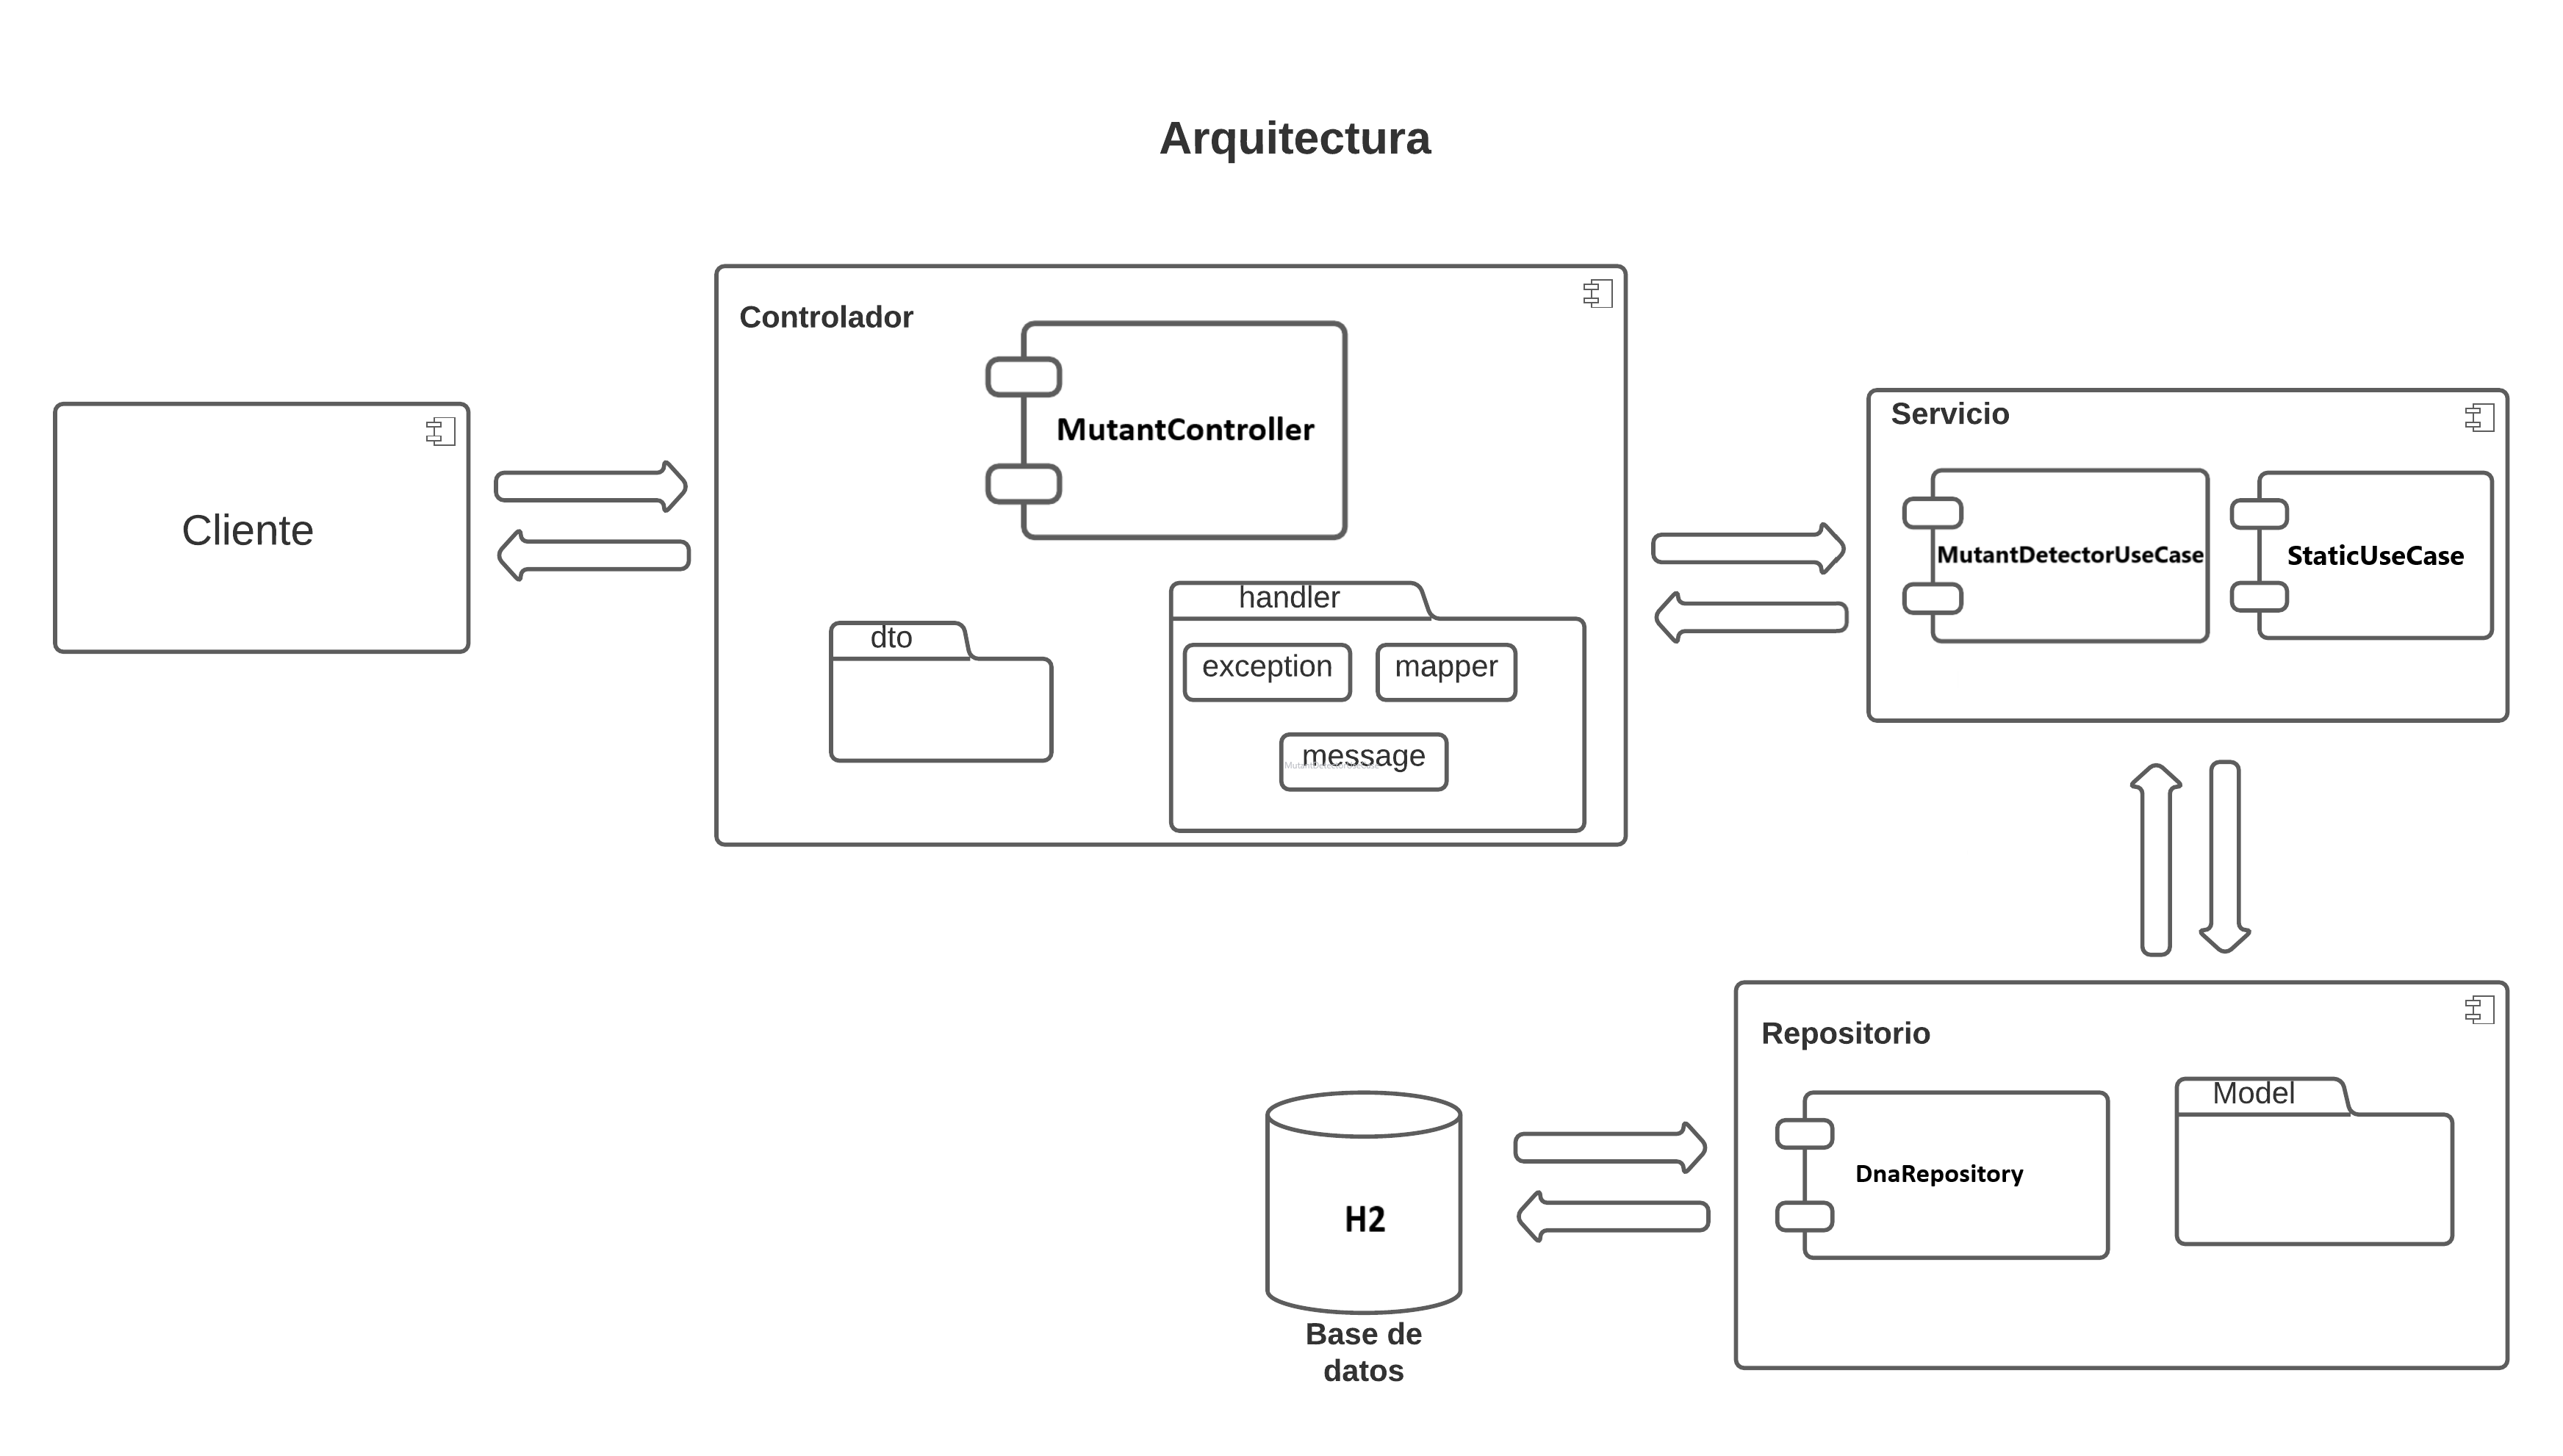 Arquitectura
Controlador
MutantController
Cliente
Servicio
MutantDetectorUseCase
StaticUseCase
dto
handler
exception
mapper
message
MutantDetectorUseCase
Repositorio
DnaRepository
Model
H2
Base de
datos